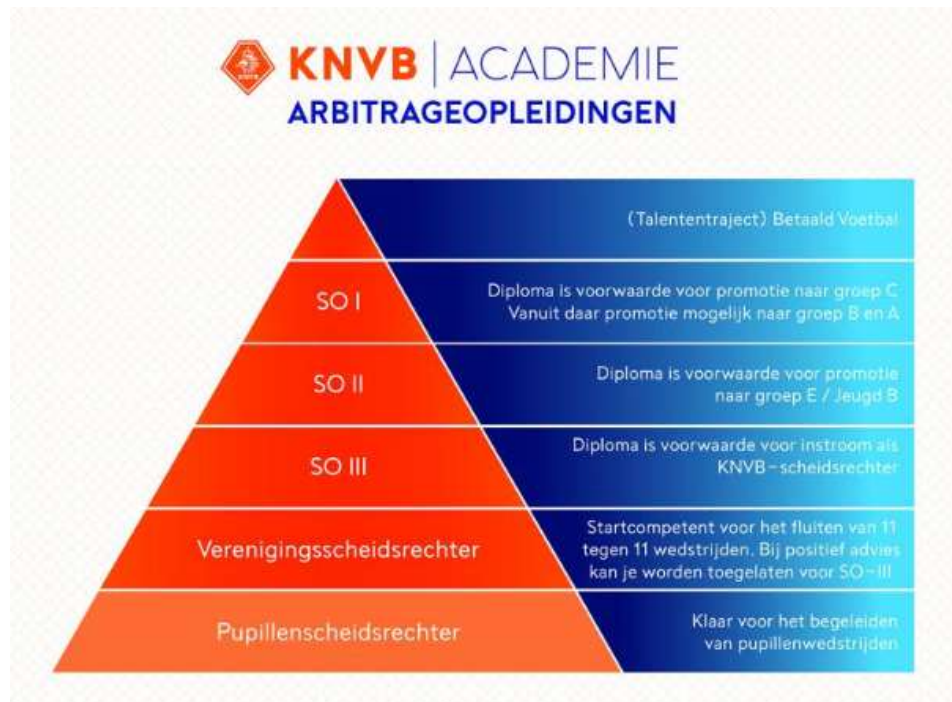 KNVB | ACADEMIE
ARBITRAGEOPLEIDINGEN
(Talententraject) Betaald Voetbal
SO I
Diploma is voorwaarde voor promotie naar groep C
Vanuit daar promotie mogelijk naar groep B en A
SO II
Diploma is voorwaarde voor promotie
naar groep E / Jeugd B
SO III
Diploma is voorwaarde voor instroom als
KNVB-scheidsrechter
Verenigingsscheidsrechter
Startcompetent voor het fluiten van 11
tegen 11 wedstrijden. Bij positief advies
kan je worden toegelaten voor SO-III
Pupillenscheidsrechter
Klaar voor het begeleiden
van pupillenwedstrijden